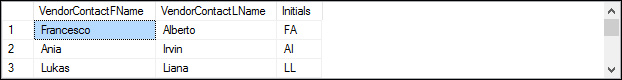 VendorContactFName VendorContactLName Initials
1 Francesco Alberto FA
2 Ania Irvin AI
3 Lukas Liana LL